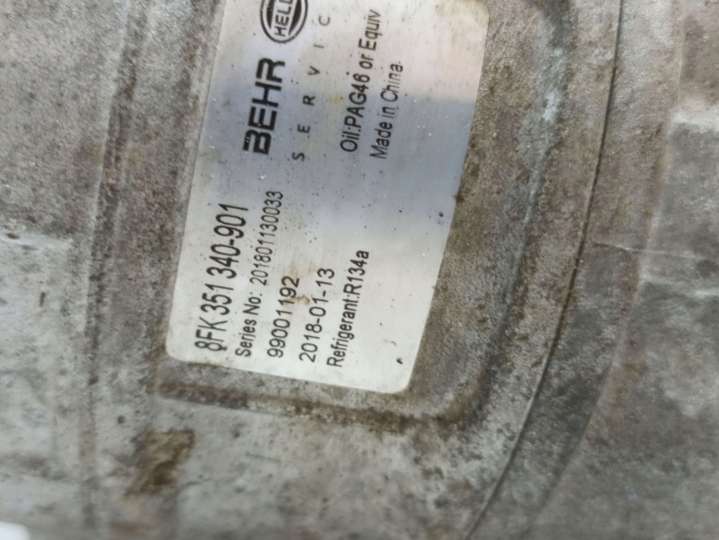 BEHR
HELL
SERVIC
8FK 351 340-901
Series No: 201801130033
99001192
2018-01-13
Refrigerant:R134a
Oil:PAG46 or Equiv
Made in China